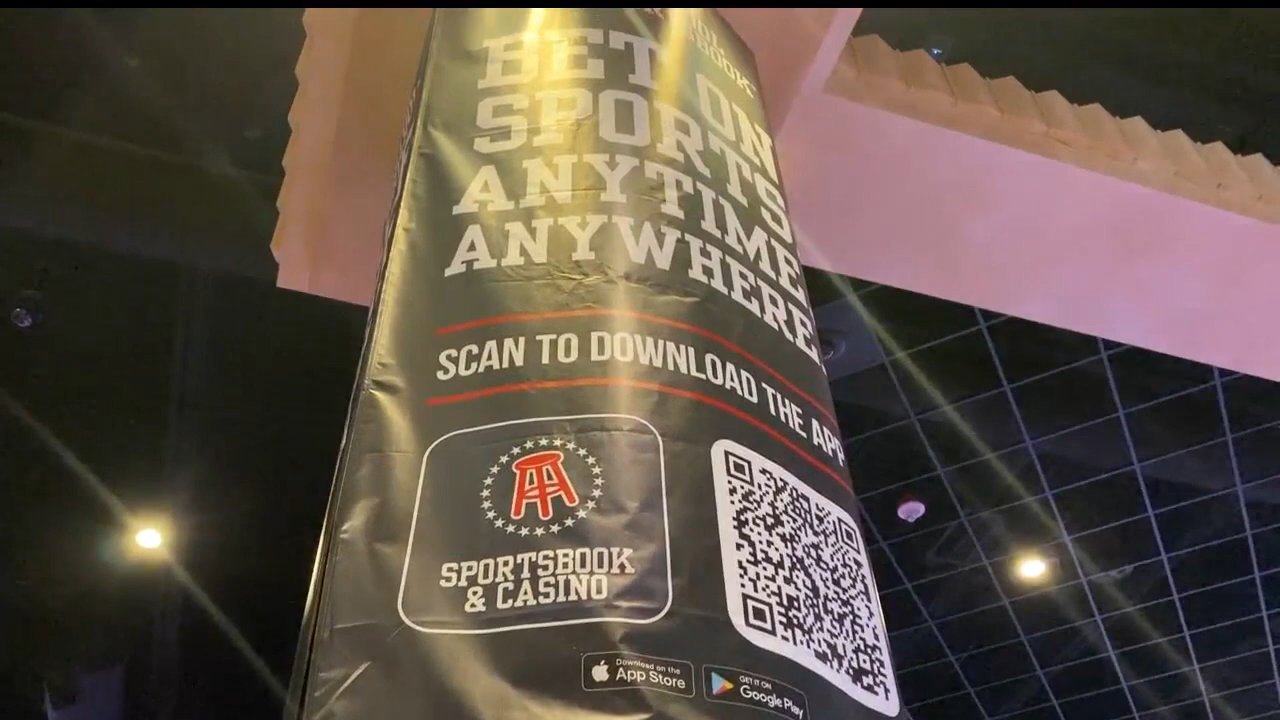 BET ON
SPORTS
ANYTIME
ANYWHERE.
SCAN TO DOWNLOAD THE APP
SPORTSBOOK
& CASINO
Download on the
App Store
GET IT ON
Google Play